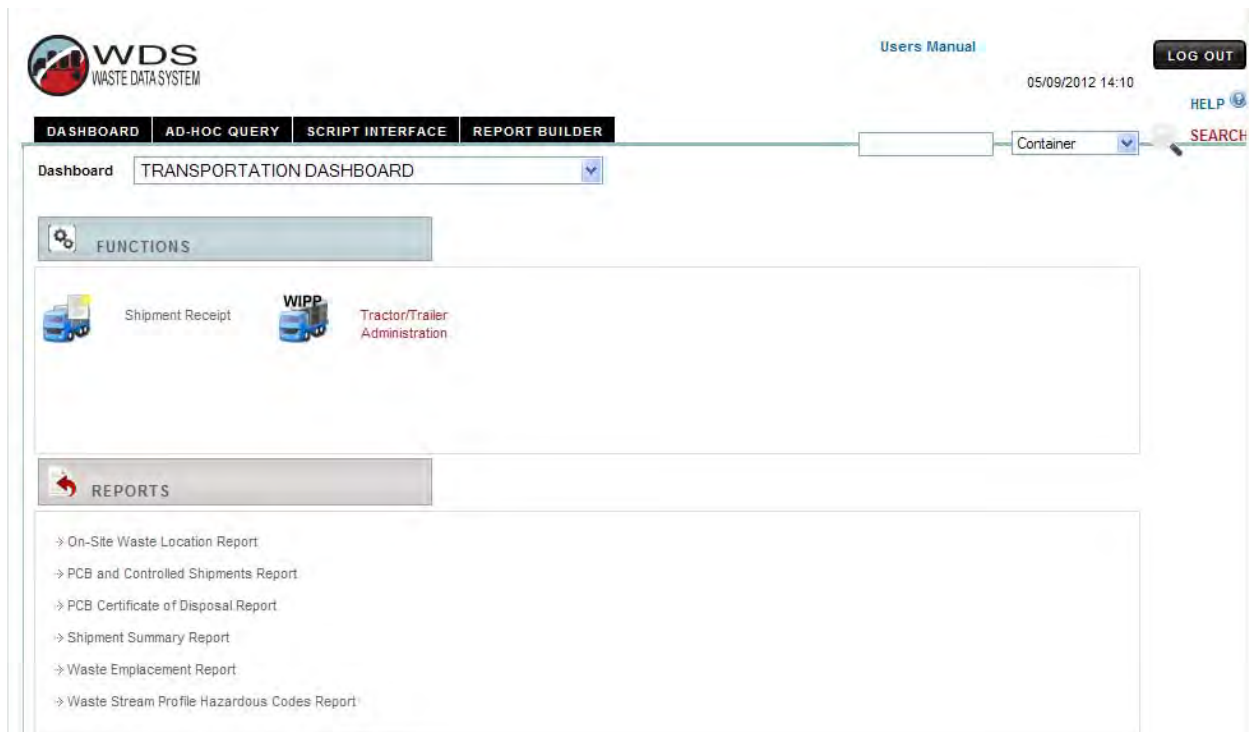 WDS
WASTE DATA SYSTEM
Users Manual
LOG OUT
05/09/2012 14:10
HELP
DASHBOARD AD-HOC QUERY SCRIPT INTERFACE REPORT BUILDER
Container
SEARCH
Dashboard TRANSPORTATION DASHBOARD
FUNCTIONS
Shipment Receipt
WIPP
Tractor/Trailer
Administration
REPORTS
→ On-Site Waste Location Report
→ PCB and Controlled Shipments Report
→ PCB Certificate of Disposal Report
→ Shipment Summary Report
→ Waste Emplacement Report
→ Waste Stream Profile Hazardous Codes Report